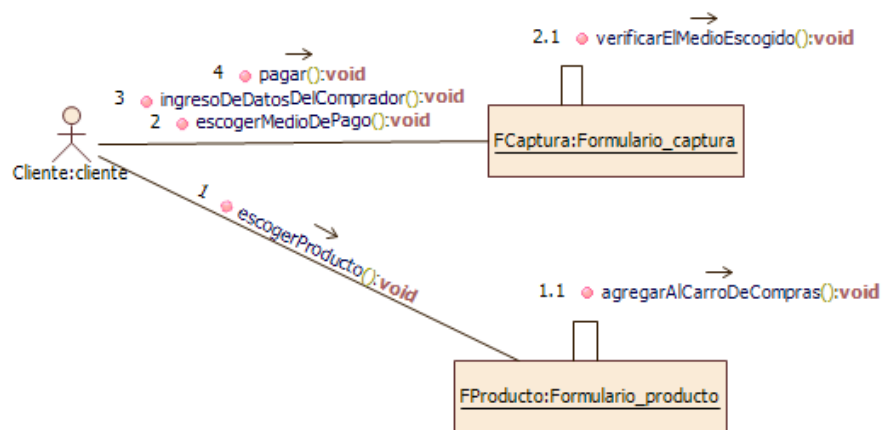 2.1 verificarElMedioEscogido():void
4 pagar():void
3 ingresoDeDatosDelComprador():void
2 escogerMedioDePago():void
FCaptura:Formulario_captura
Cliente:cliente
1 escogerProducto():void
1.1 agregarAlCarroDeCompras():void
FProducto:Formulario_producto